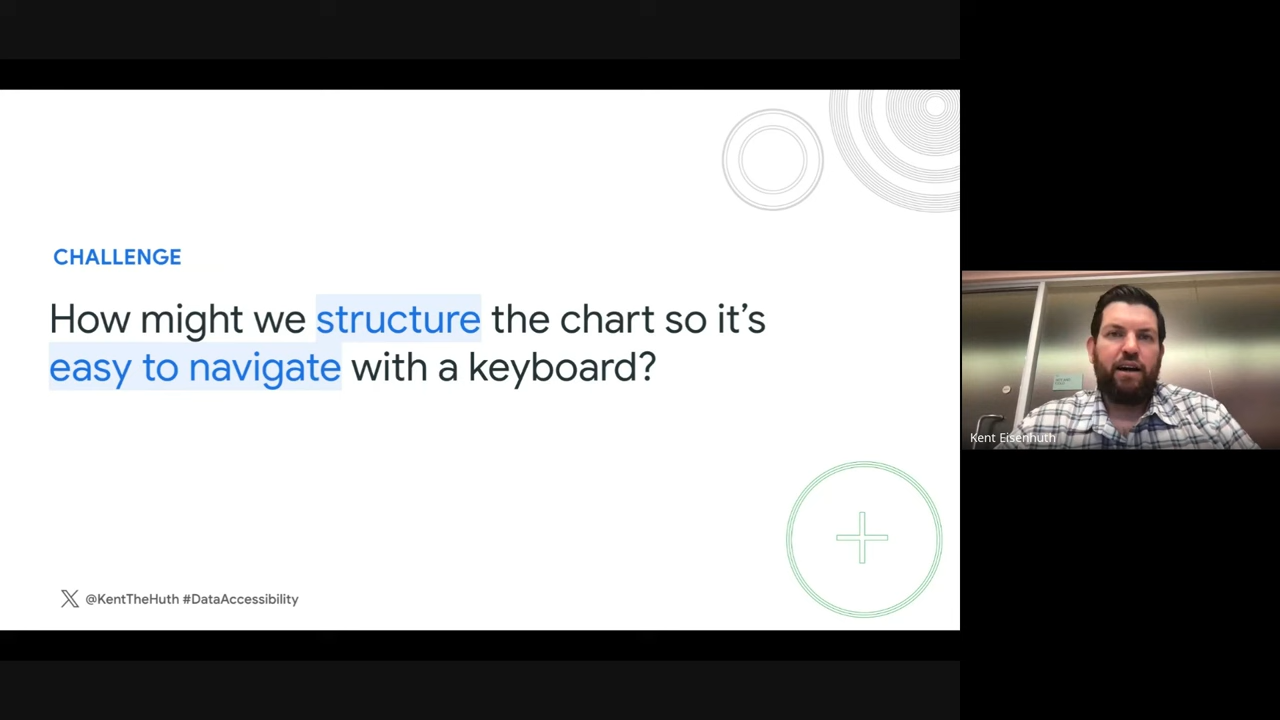 CHALLENGE
How might we structure the chart so it’s
easy to navigate with a keyboard?
@KentTheHuth #DataAccessibility
Kent Eisenhuth